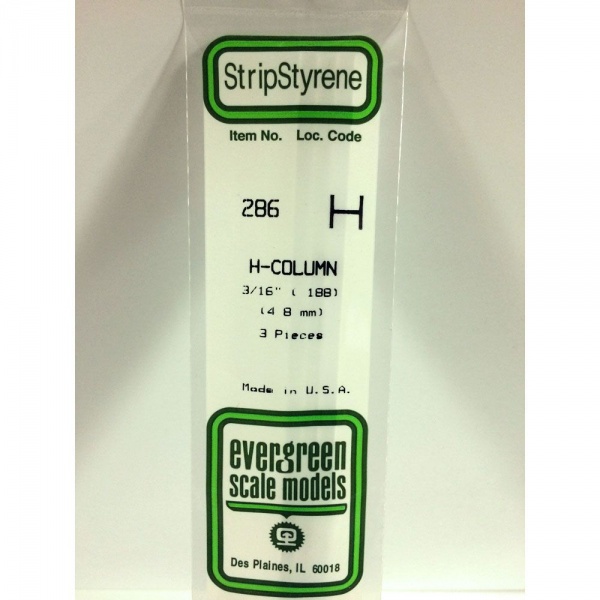 StripStyrene
Item No. Loc. Code
286 H
H-COLUMN
3/16" ( 188)
(4 8 mm)
3 Pieces
Made in U.S.A.
evergreen
scale models
Des Plaines, IL 60018